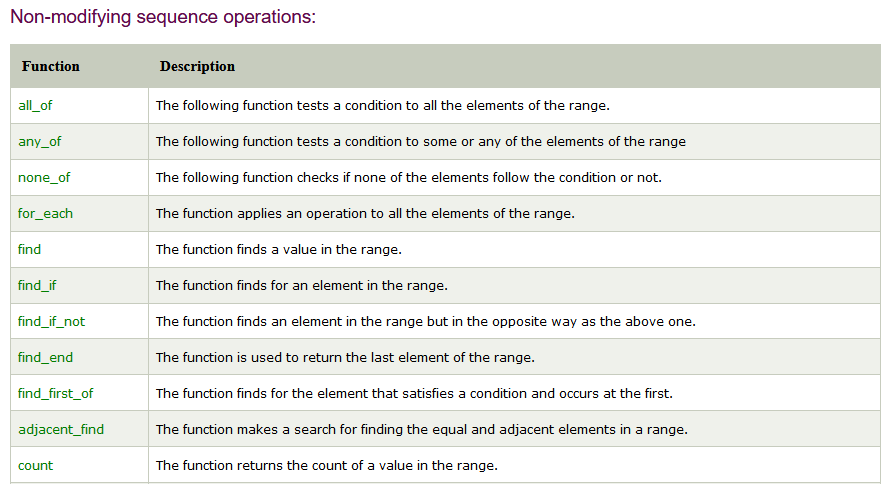 Non-modifying sequence operations:
Function Description
all_of The following function tests a condition to all the elements of the range.
any_of The following function tests a condition to some or any of the elements of the range
none_of The following function checks if none of the elements follow the condition or not.
for_each The function applies an operation to all the elements of the range.
find The function finds a value in the range.
find_if The function finds for an element in the range.
find_if_not The function finds an element in the range but in the opposite way as the above one.
find_end The function is used to return the last element of the range.
find_first_of The function finds for the element that satisfies a condition and occurs at the first.
adjacent_find The function makes a search for finding the equal and adjacent elements in a range.
count The function returns the count of a value in the range.